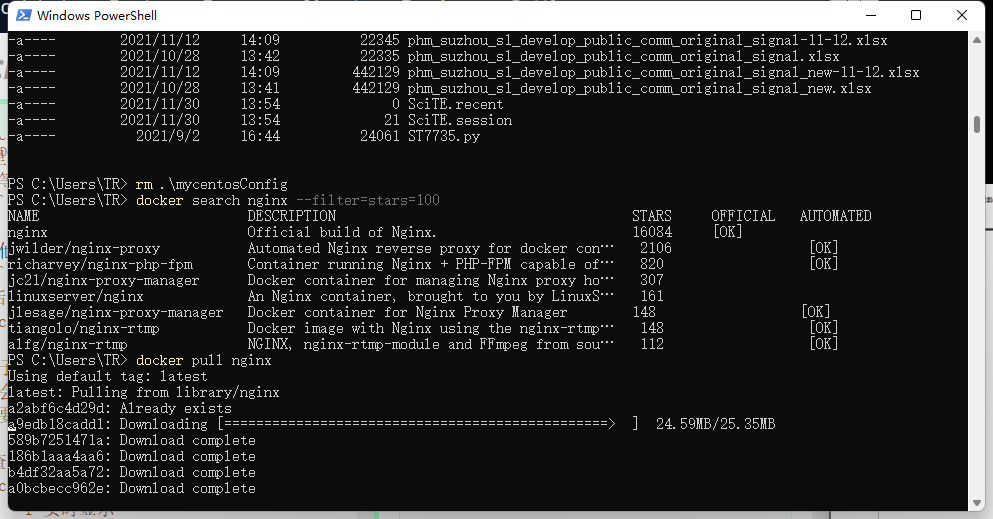 Windows PowerShell
-a---- 2021/11/12 14:09 22345 phm_suzhou_sl_develop_public_comm_original_signal-11-12.xlsx
-a---- 2021/10/28 13:42 22335 phm_suzhou_sl_develop_public_comm_original_signal.xlsx
-a---- 2021/11/12 14:09 442129 phm_suzhou_sl_develop_public_comm_original_signal_new-11-12.xlsx
-a---- 2021/10/28 13:41 442129 phm_suzhou_sl_develop_public_comm_original_signal_new.xlsx
-a---- 2021/11/30 13:54 0 SciTE.recent
-a---- 2021/11/30 13:54 21 SciTE.session
-a---- 2021/9/2 16:44 24061 ST7735.py
PS C:\Users\TR> rm .\mycentosConfig
PS C:\Users\TR> docker search nginx --filter=stars=100
NAME DESCRIPTION STARS OFFICIAL AUTOMATED
nginx Official build of Nginx. 16084 [OK]
jwilder/nginx-proxy Automated Nginx reverse proxy for docker con… 2106 [OK]
richarvey/nginx-php-fpm Container running Nginx + PHP-FPM capable of… 820 [OK]
jc21/nginx-proxy-manager Docker container for managing Nginx proxy ho… 307
linuxserver/nginx An Nginx container, brought to you by LinuxS… 161
jlesage/nginx-proxy-manager Docker container for Nginx Proxy Manager 148 [OK]
tiangolo/nginx-rtmp Docker image with Nginx using the nginx-rtmp… 148 [OK]
alfg/nginx-rtmp NGINX, nginx-rtmp-module and FFmpeg from sou… 112 [OK]
PS C:\Users\TR> docker pull nginx
Using default tag: latest
latest: Pulling from library/nginx
a2abf6c4d29d: Already exists
a9edb18cadd1: Downloading [================================================> ] 24.59MB/25.35MB
589b7251471a: Download complete
186b1aaa4aa6: Download complete
b4df32aa5a72: Download complete
a0bcbecc962e: Download complete